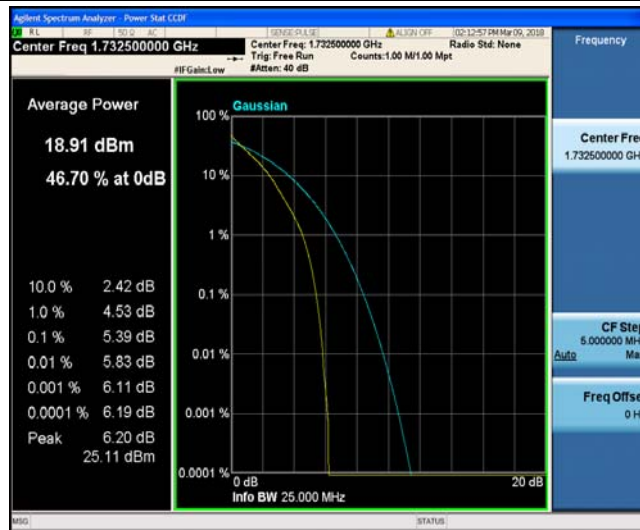 Agilent Spectrum Analyzer - Power Stat CCDF
RL RF 50 Ω AC SENSE:PULSE ALIGN OFF 02:12:57 PM Mar 09, 2018
Center Freq 1.732500000 GHz
Center Freq: 1.732500000 GHz Radio Std: None
Trig: Free Run Counts:1.00 M/1.00 Mpt
#IFGain:Low #Atten: 40 dB
Frequency
Average Power
18.91 dBm
46.70 % at 0dB
10.0 % 2.42 dB
1.0 % 4.53 dB
0.1 % 5.39 dB
0.01 % 5.83 dB
0.001 % 6.11 dB
0.0001 % 6.19 dB
Peak 6.20 dB
25.11 dBm
Gaussian
100 %
10 %
1 %
0.1 %
0.01 %
0.001 %
0.0001 %
0 dB 20 dB
Info BW 25.000 MHz
Center Fre
1.732500000 GH
CF Step
5.000000 MH
Auto Ma
Freq Offse
0 H
MSG STATUS